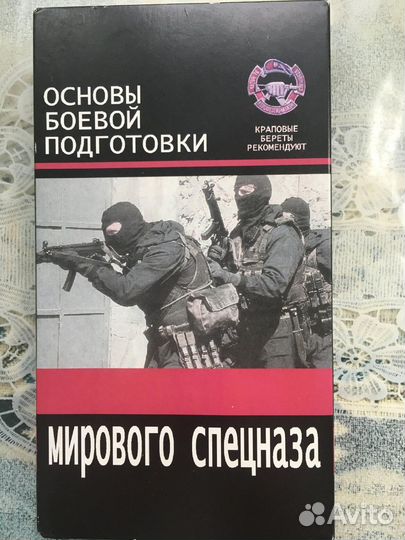 ОСНОВЫ
БОЕВОЙ
ПОДГОТОВКИ
КРАПОВЫЕ
БЕРЕТЫ
РЕКОМЕНДУЮТ
МИРОВОГО СПЕЦНАЗА
Avito